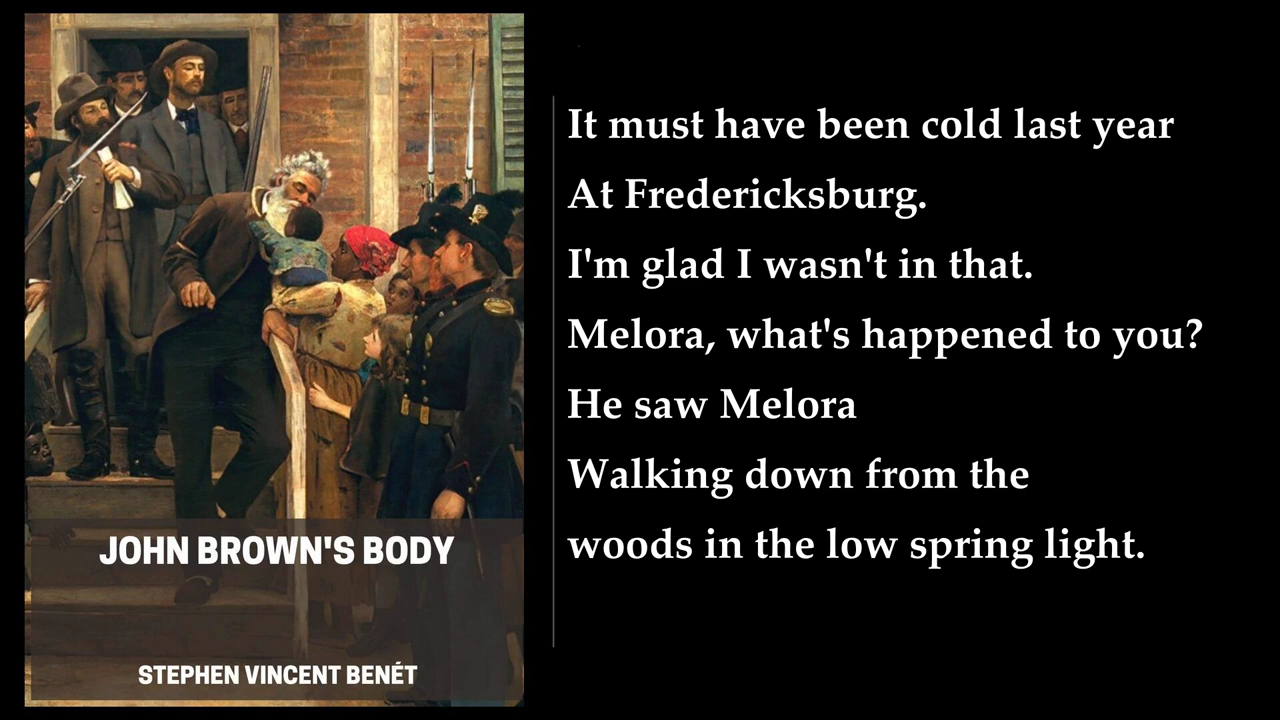 JOHN BROWN'S BODY
STEPHEN VINCENT BENÉT
It must have been cold last year
At Fredericksburg.
I'm glad I wasn't in that.
Melora, what's happened to you?
He saw Melora
Walking down from the
woods in the low spring light.